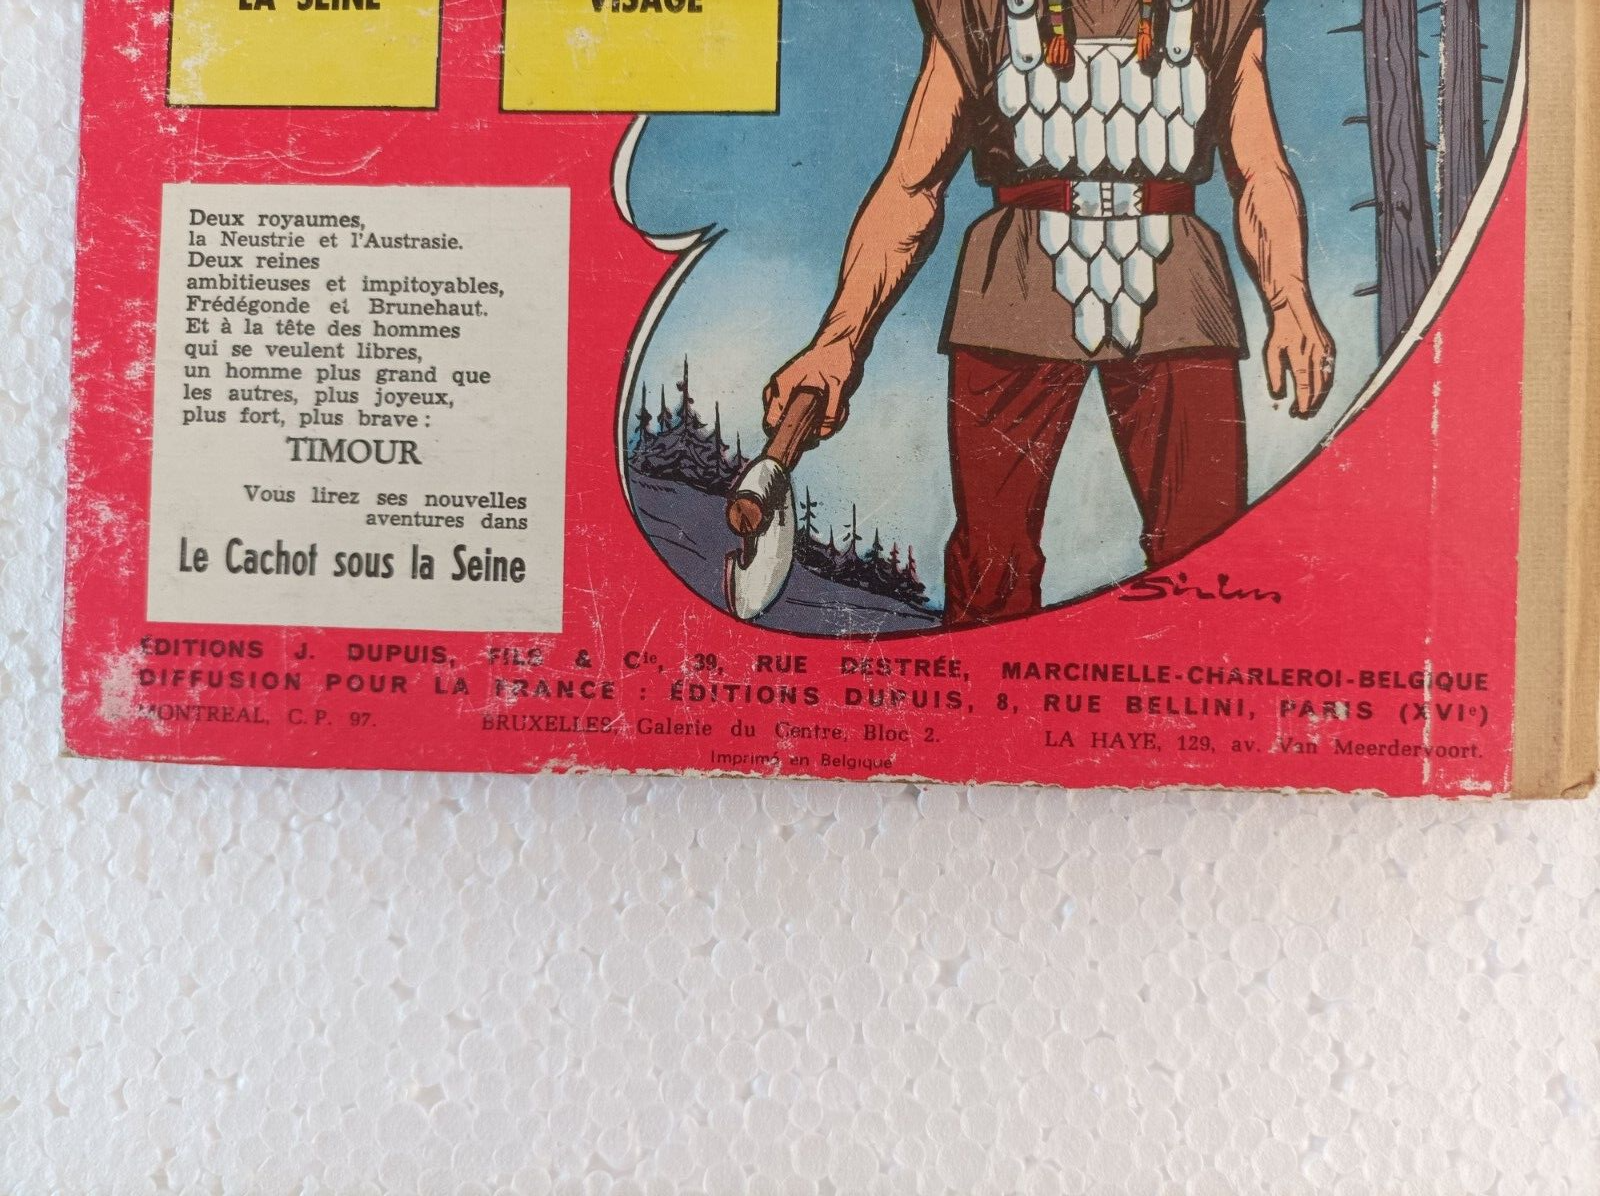 LA SEINE
VISAGE
Deux royaumes,
la Neustrie et l'Austrasie.
Deux reines
ambitieuses et impitoyables,
Frédégonde et Brunehaut.
Et à la tête des hommes
qui se veulent libres,
un homme plus grand que
les autres, plus joyeux,
plus fort, plus brave :
TIMOUR
Vous lirez ses nouvelles
aventures dans
Le Cachot sous la Seine
Sirius
ÉDITIONS J. DUPUIS, FILS & Cie, 39, RUE DESTRÉE, MARCINELLE-CHARLEROI-BELGIQUE
DIFFUSION POUR LA FRANCE : ÉDITIONS DUPUIS, 8, RUE BELLINI, PARIS (XVIe)
MONTREAL, C. P. 97. BRUXELLES, Galerie du Centre, Bloc 2. LA HAYE, 129, av. Van Meerdervoort.
Imprimé en Belgique